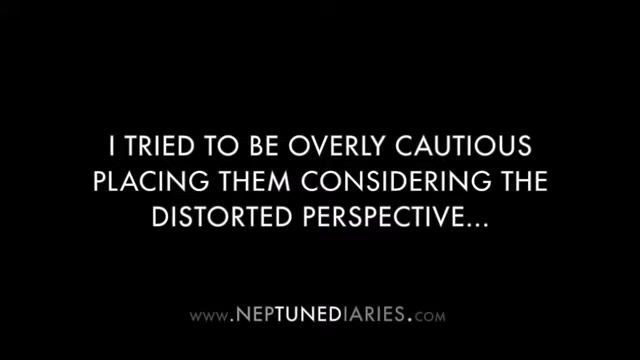 I TRIED TO BE OVERLY CAUTIOUS
PLACING THEM CONSIDERING THE
DISTORTED PERSPECTIVE...
WWW.NEPTUNEDIARIES.COM